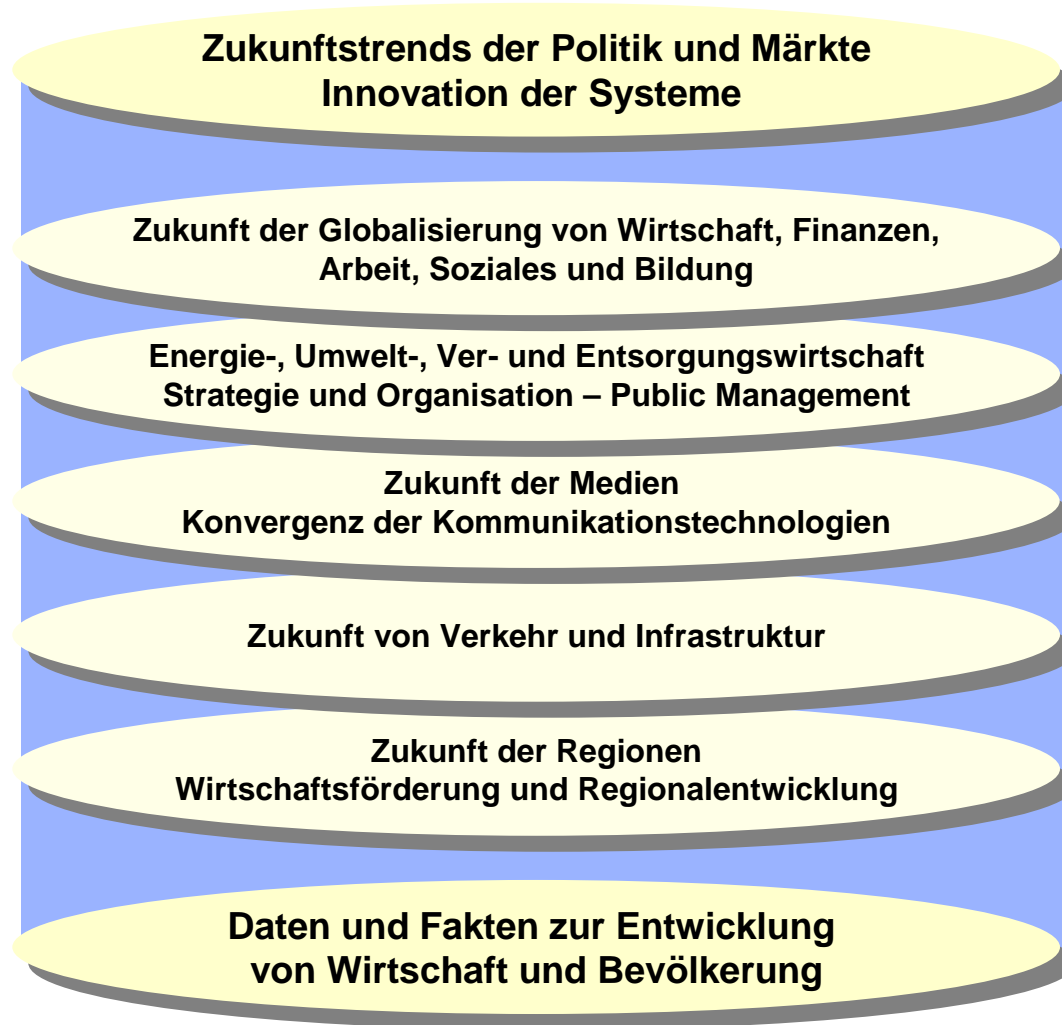 Zukunftstrends der Politik und Märkte
Innovation der Systeme
Zukunft der Globalisierung von Wirtschaft, Finanzen,
Arbeit, Soziales und Bildung
Energie-, Umwelt-, Ver- und Entsorgungswirtschaft
Strategie und Organisation – Public Management
Zukunft der Medien
Konvergenz der Kommunikationstechnologien
Zukunft von Verkehr und Infrastruktur
Zukunft der Regionen
Wirtschaftsförderung und Regionalentwicklung
Daten und Fakten zur Entwicklung
von Wirtschaft und Bevölkerung